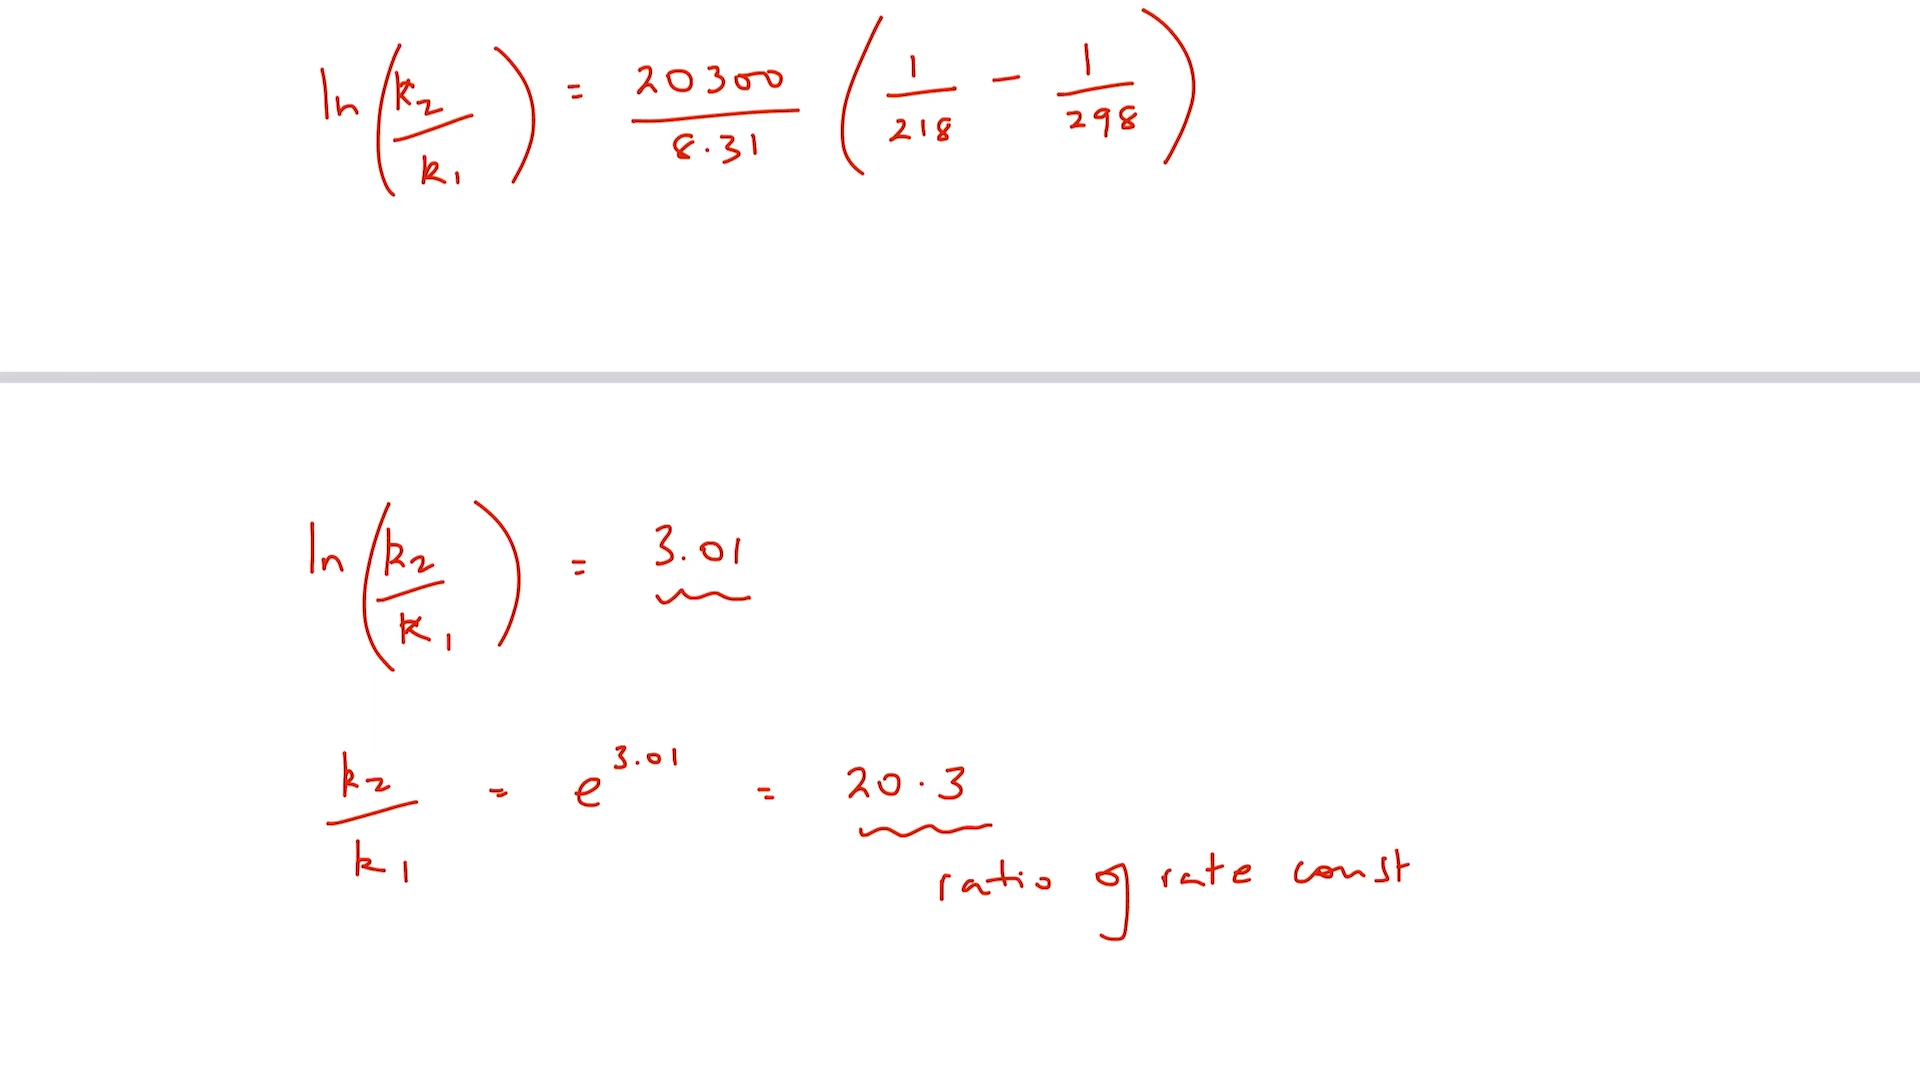 ln(k₂/k₁) = 20300/8.31 (1/218 - 1/298)
ln(k₂/k₁) = 3.01
k₂/k₁ = e^3.01 = 20.3
ratio of rate const